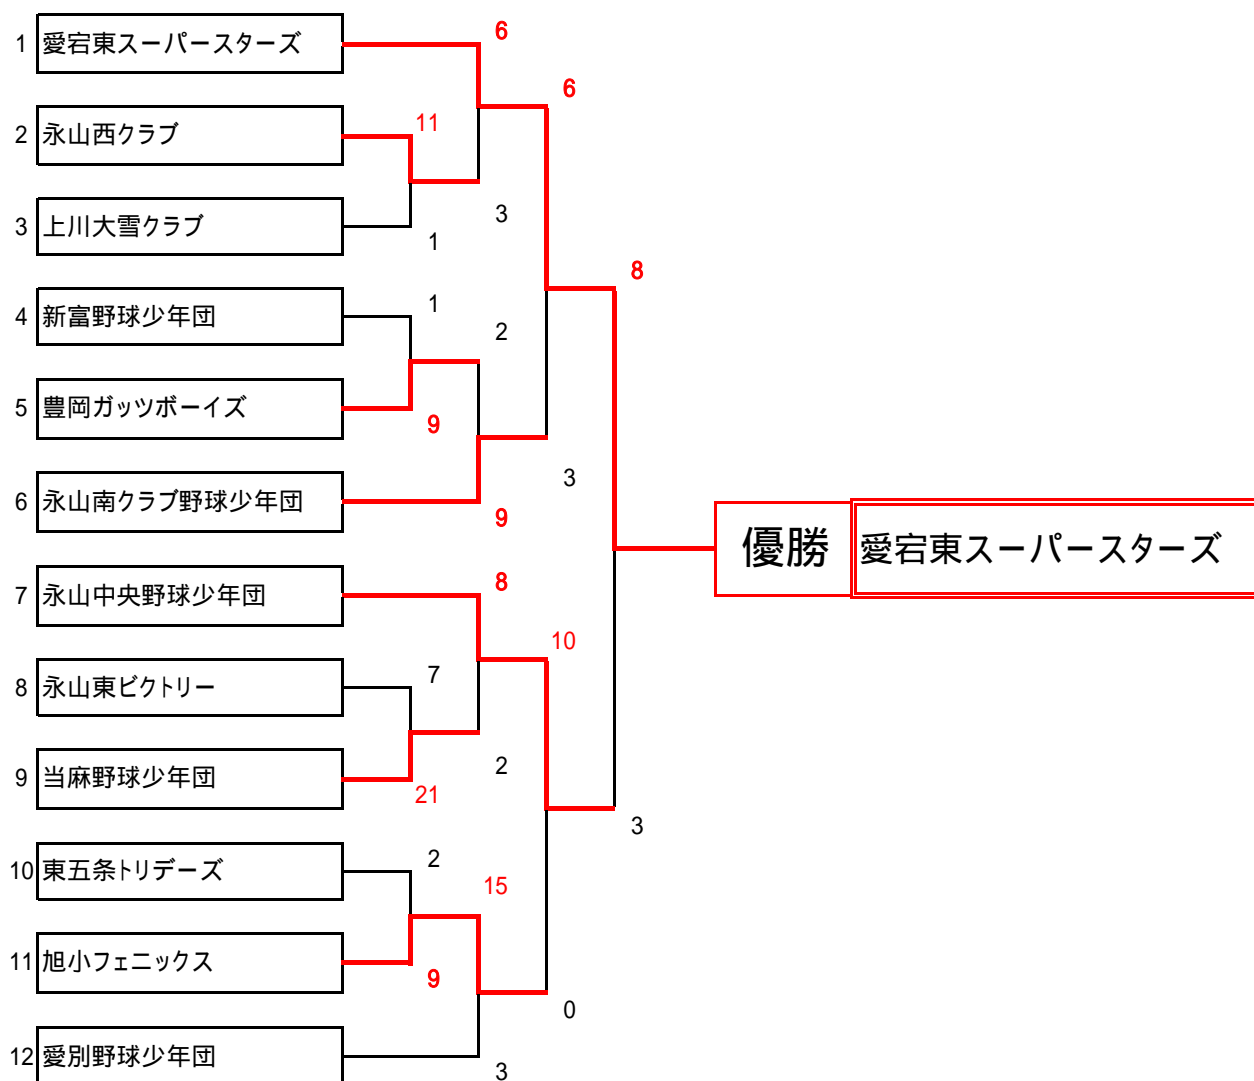 1 愛宕東スーパースターズ
6
6
2 永山西クラブ
11
3
3 上川大雪クラブ
1
8
4 新富野球少年団
1
2
5 豊岡ガッツボーイズ
9
3
6 永山南クラブ野球少年団
9
優勝 愛宕東スーパースターズ
7 永山中央野球少年団
8
10
8 永山東ビクトリー
7
2
9 当麻野球少年団
21
3
10 東五条トリデーズ
2
15
11 旭小フェニックス
9
0
12 愛別野球少年団
3